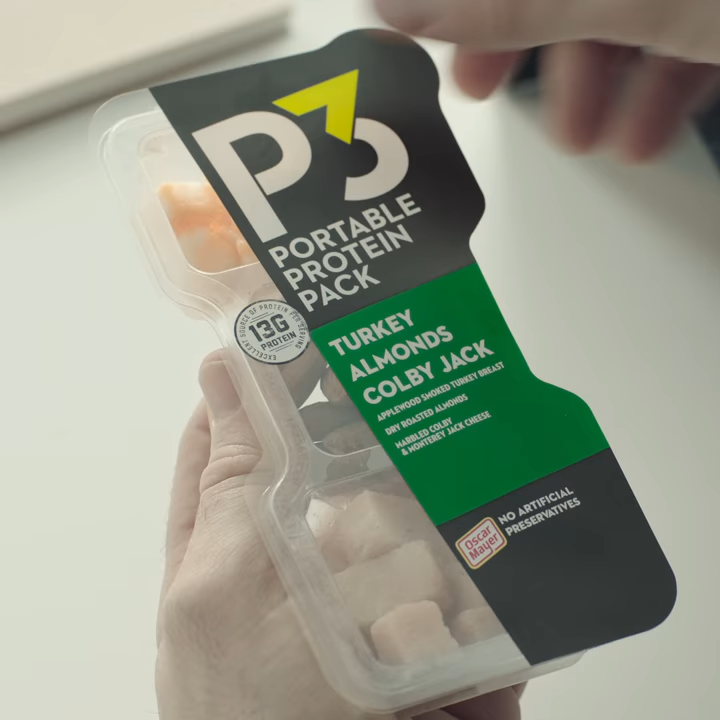 P3
PORTABLE
PROTEIN
PACK
EXCELLENT SOURCE OF PROTEIN PER SERVING
13G
PROTEIN
TURKEY
ALMONDS
COLBY JACK
APPLEWOOD SMOKED TURKEY BREAST
DRY ROASTED ALMONDS
MARBLED COLBY
& MONTEREY JACK CHEESE
Oscar
Mayer
NO ARTIFICIAL
PRESERVATIVES